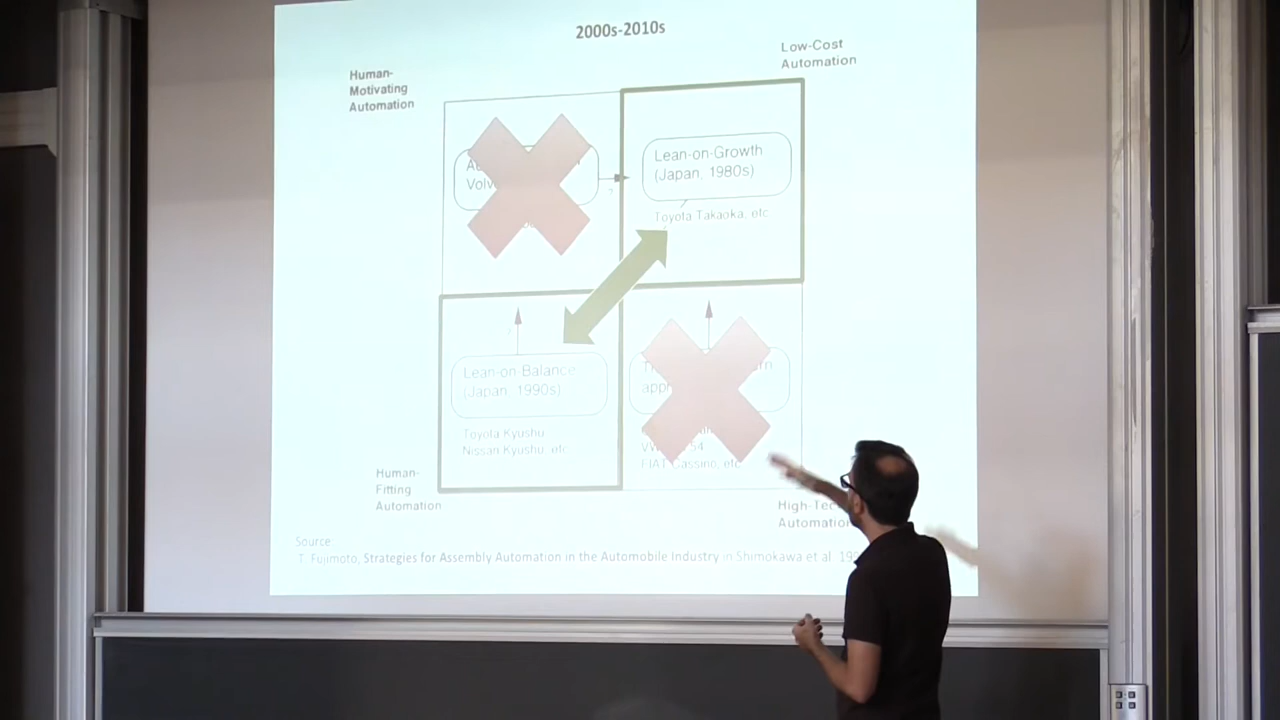 2000s-2010s
Low-Cost
Automation
Human-
Motivating
Automation
Lean-on-Growth
(Japan, 1980s)
Toyota Takaoka, etc
?
Lean-on-Balance
(Japan, 1990s)
Toyota Kyushu
Nissan Kyushu, etc
FIAT Cassino, etc
Human-
Fitting
Automation
Automation
Source:
T. Fujimoto, Strategies for Assembly Automation in the Automobile Industry in Shimokawa et al